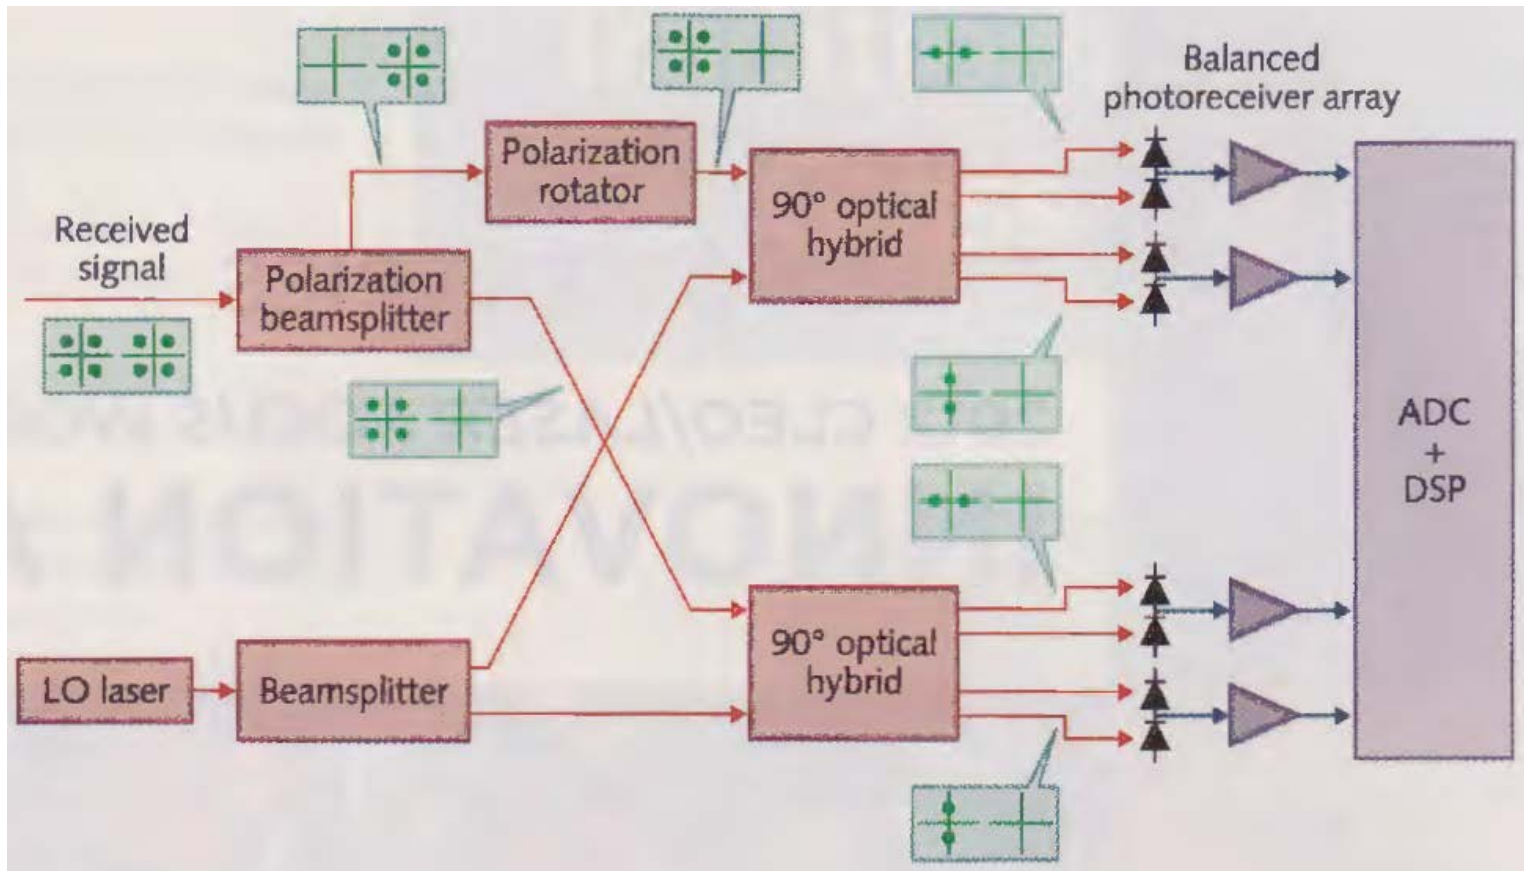 Balanced
photoreceiver array
Polarization
rotator
90° optical
hybrid
Received
signal
Polarization
beamsplitter
ADC
+
DSP
90° optical
hybrid
LO laser
Beamsplitter